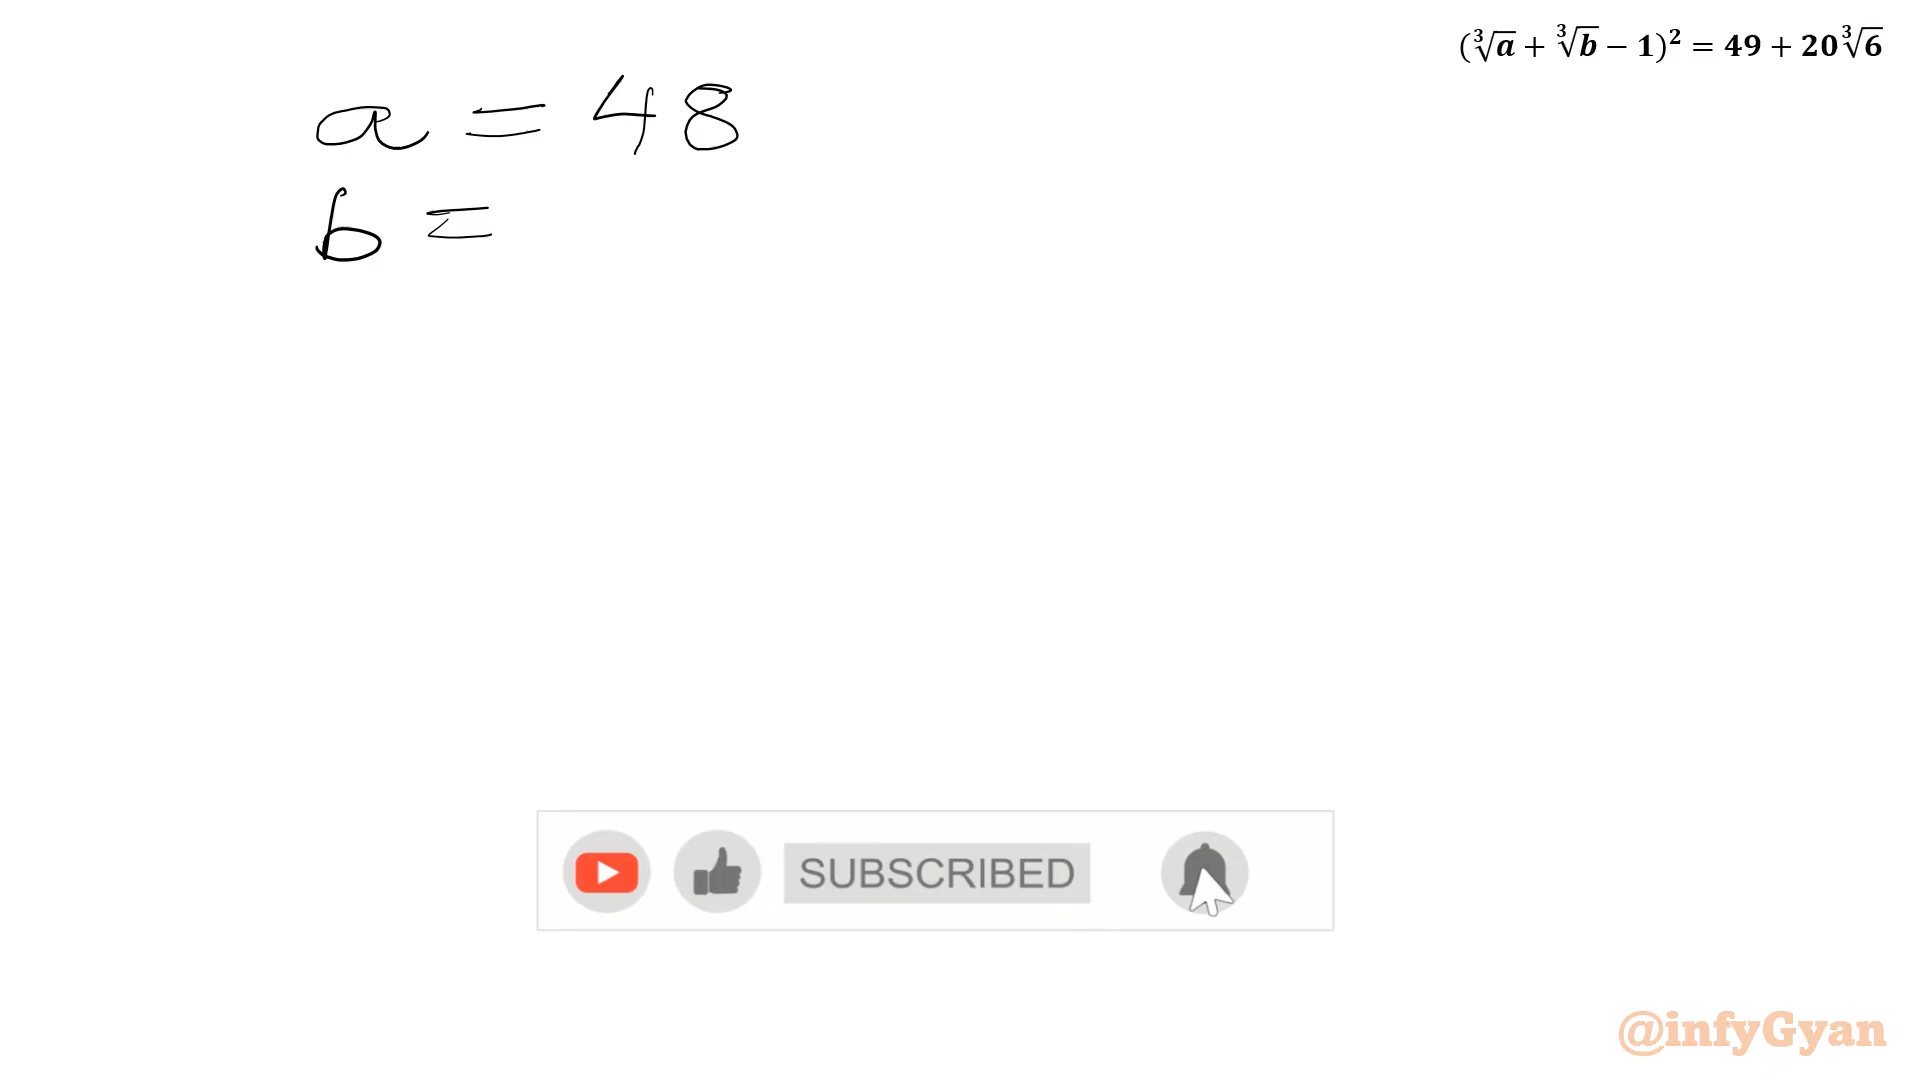 (∛a + ∛b − 1)² = 49 + 20∛6
a = 48
b =
SUBSCRIBED
@infyGyan